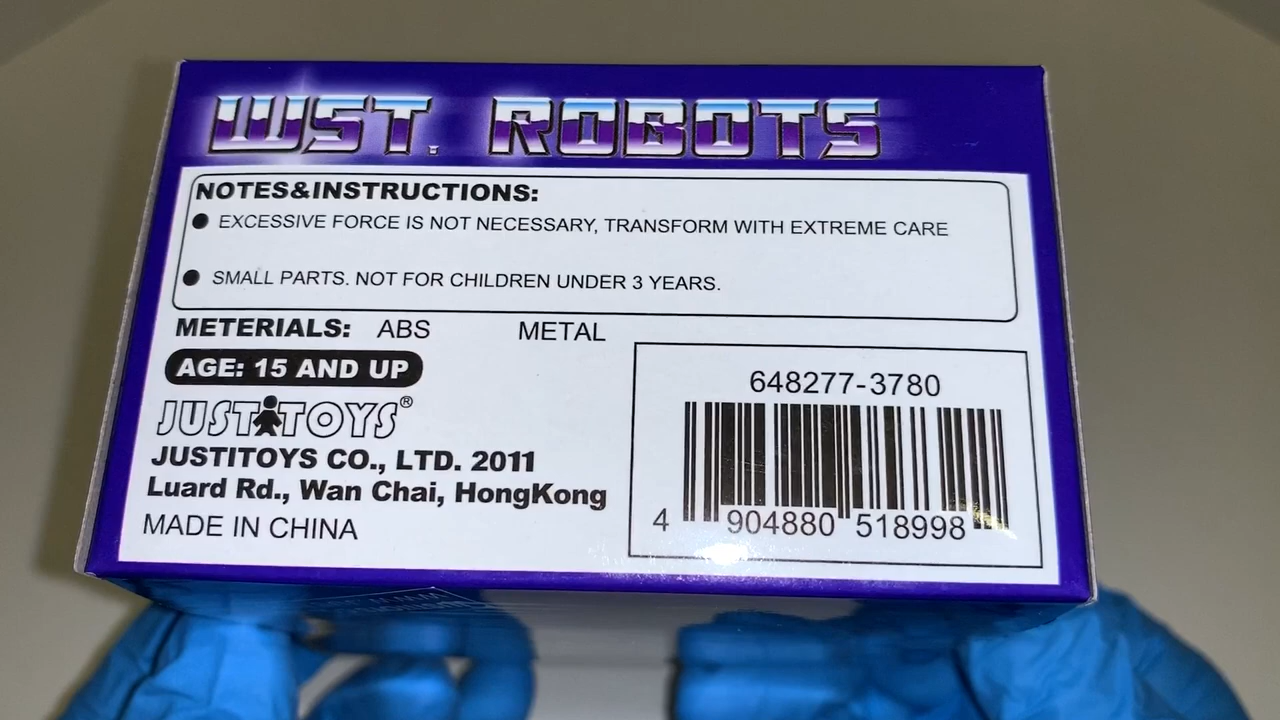 WST. ROBOTS
NOTES&INSTRUCTIONS:
● EXCESSIVE FORCE IS NOT NECESSARY, TRANSFORM WITH EXTREME CARE
● SMALL PARTS. NOT FOR CHILDREN UNDER 3 YEARS.
METERIALS: ABS METAL
AGE: 15 AND UP
JUSTITOYS®
JUSTITOYS CO., LTD. 2011
Luard Rd., Wan Chai, HongKong
MADE IN CHINA
648277-3780
4 904880 518998